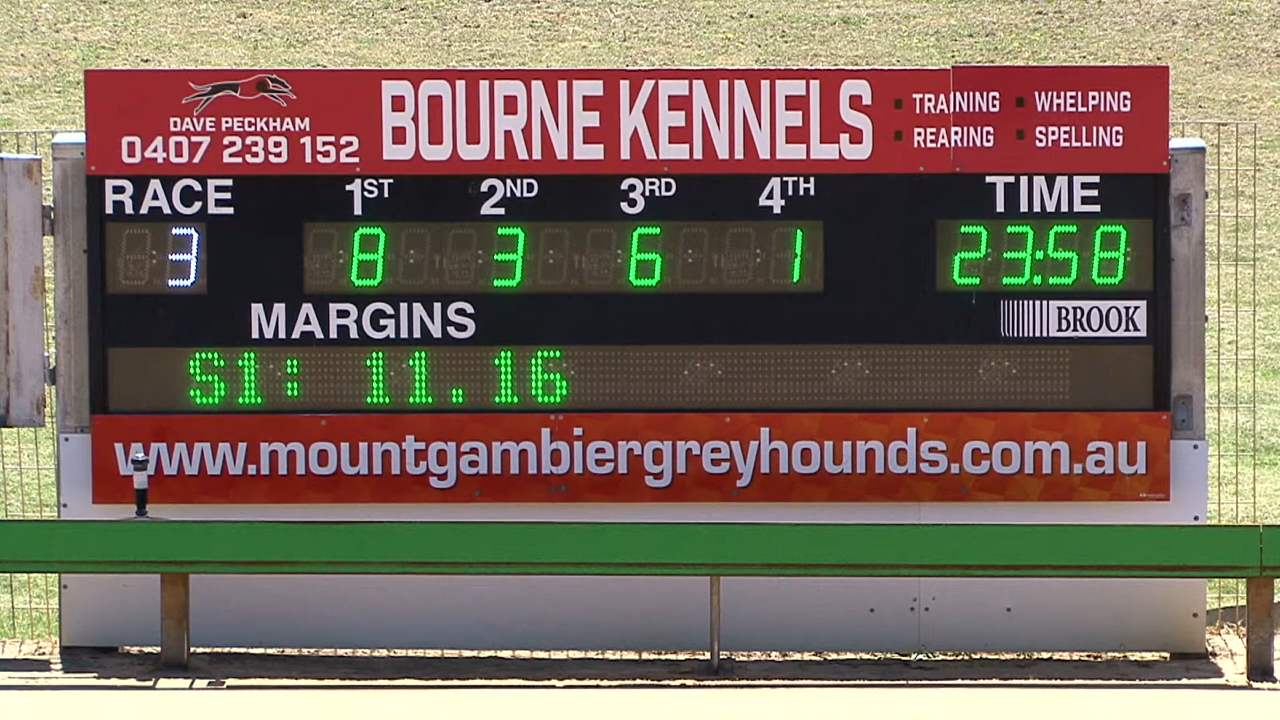 DAVE PECKHAM
0407 239 152
BOURNE KENNELS
TRAINING WHELPING
REARING SPELLING
RACE 1ST 2ND 3RD 4TH TIME
3 8 3 6 1 23:58
MARGINS
BROOK
S1: 11.16
www.mountgambiergreyhounds.com.au